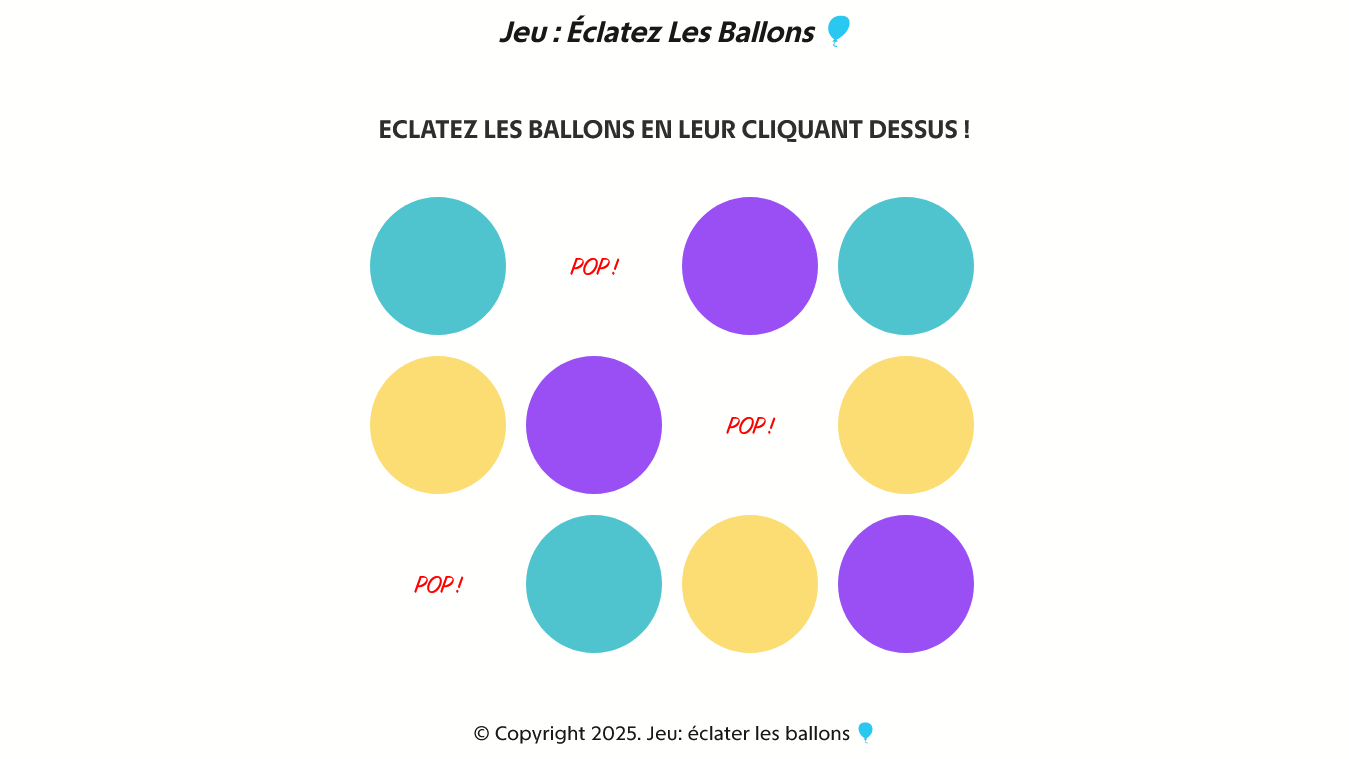 Jeu : Éclatez Les Ballons 🎈
ECLATEZ LES BALLONS EN LEUR CLIQUANT DESSUS !
POP !
POP !
POP !
© Copyright 2025. Jeu: éclater les ballons 🎈